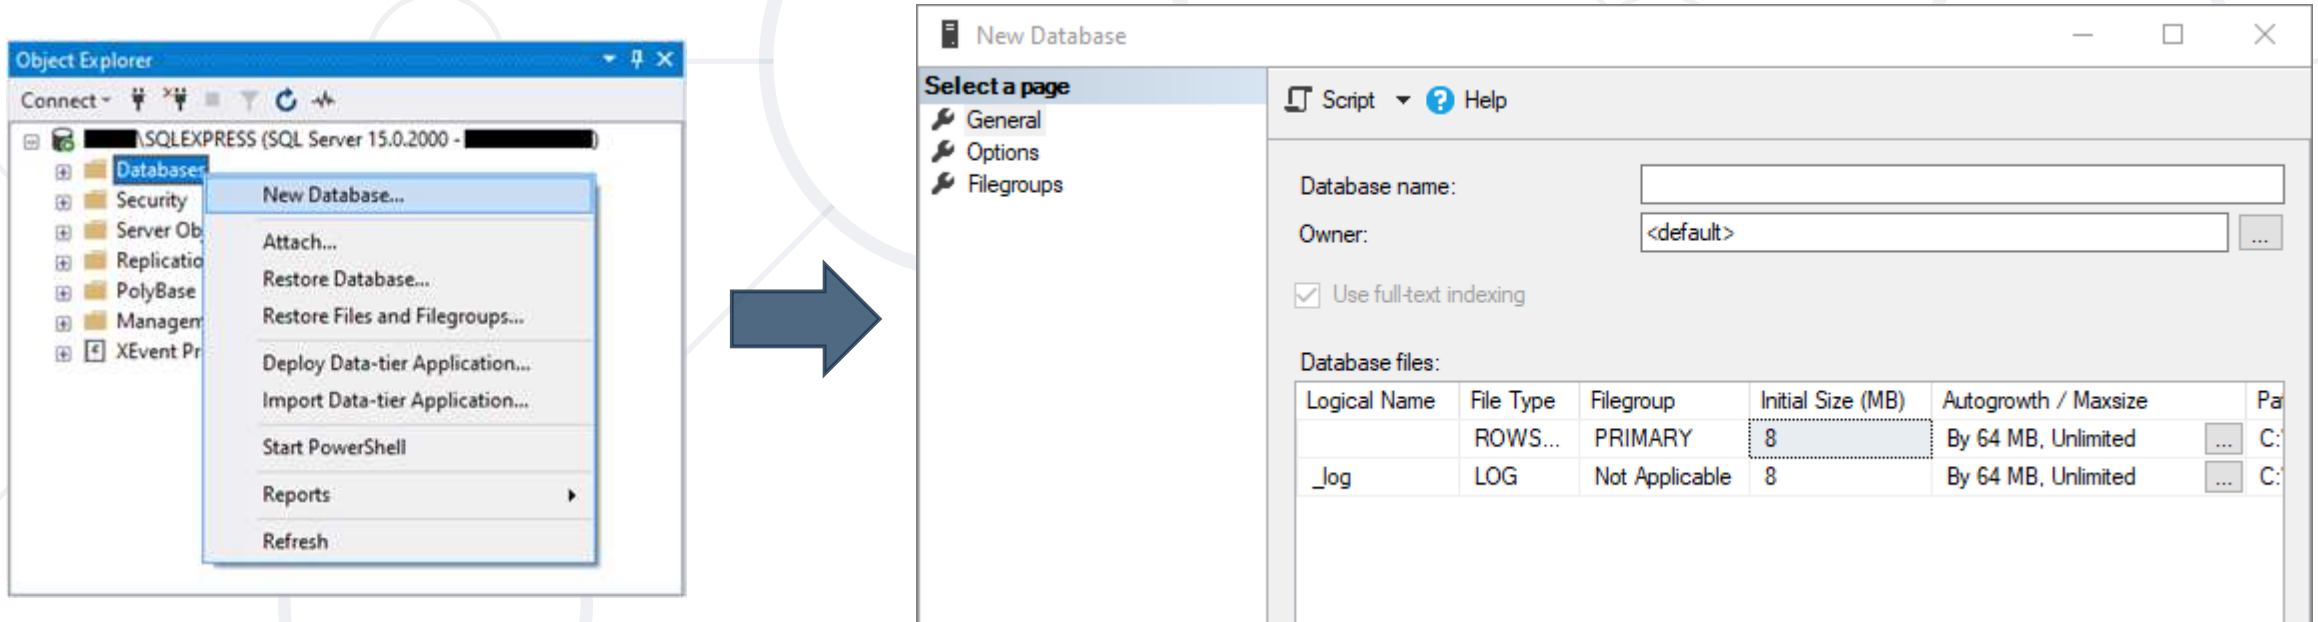 Object Explorer
Connect
\SQLEXPRESS (SQL Server 15.0.2000 - )
Databases
Security
Server Ob
Replicatio
PolyBase
Managem
XEvent Pr
New Database...
Attach...
Restore Database...
Restore Files and Filegroups...
Deploy Data-tier Application...
Import Data-tier Application...
Start PowerShell
Reports
Refresh
New Database
Select a page
General
Options
Filegroups
Script Help
Database name:
Owner: <default> ...
Use full-text indexing
Database files:
Logical Name File Type Filegroup Initial Size (MB) Autogrowth / Maxsize Pat
ROWS... PRIMARY 8 By 64 MB, Unlimited ... C:\
_log LOG Not Applicable 8 By 64 MB, Unlimited ... C:\